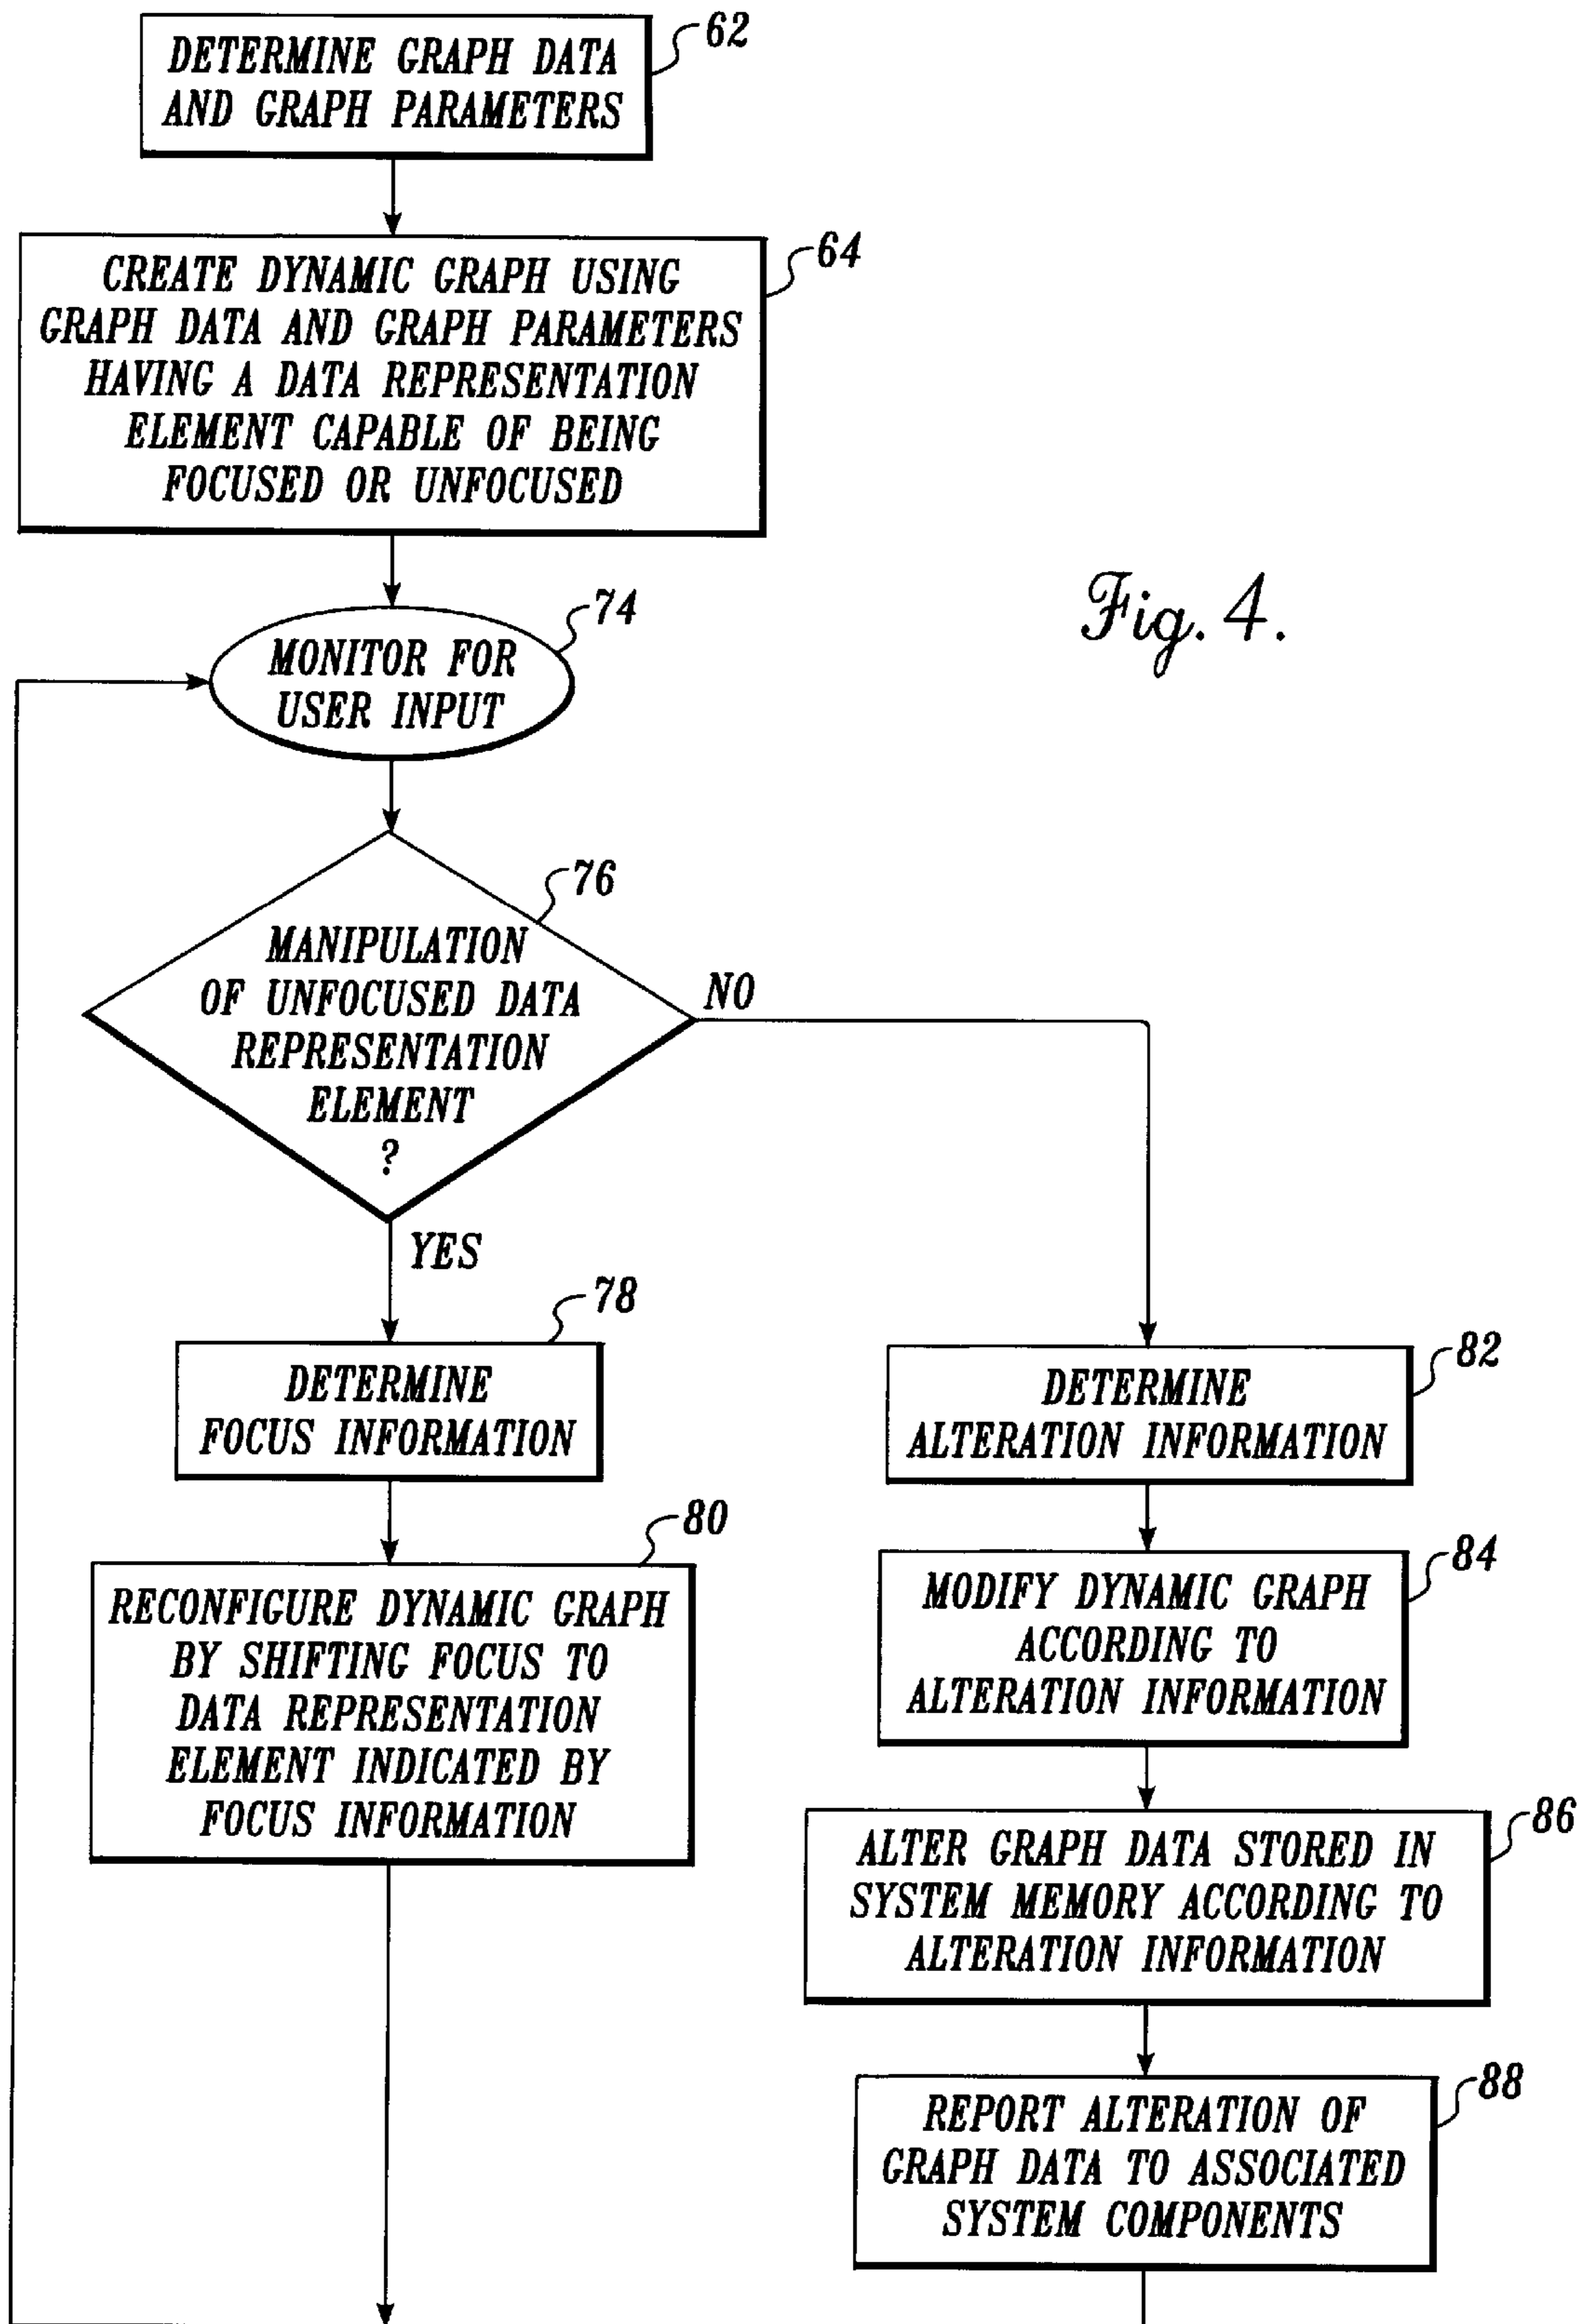 DETERMINE GRAPH DATA
AND GRAPH PARAMETERS
62
CREATE DYNAMIC GRAPH USING
GRAPH DATA AND GRAPH PARAMETERS
HAVING A DATA REPRESENTATION
ELEMENT CAPABLE OF BEING
FOCUSED OR UNFOCUSED
64
Fig. 4.
MONITOR FOR
USER INPUT
74
MANIPULATION
OF UNFOCUSED DATA
REPRESENTATION
ELEMENT
?
76
NO
YES
DETERMINE
FOCUS INFORMATION
78
RECONFIGURE DYNAMIC GRAPH
BY SHIFTING FOCUS TO
DATA REPRESENTATION
ELEMENT INDICATED BY
FOCUS INFORMATION
80
DETERMINE
ALTERATION INFORMATION
82
MODIFY DYNAMIC GRAPH
ACCORDING TO
ALTERATION INFORMATION
84
ALTER GRAPH DATA STORED IN
SYSTEM MEMORY ACCORDING TO
ALTERATION INFORMATION
86
REPORT ALTERATION OF
GRAPH DATA TO ASSOCIATED
SYSTEM COMPONENTS
88